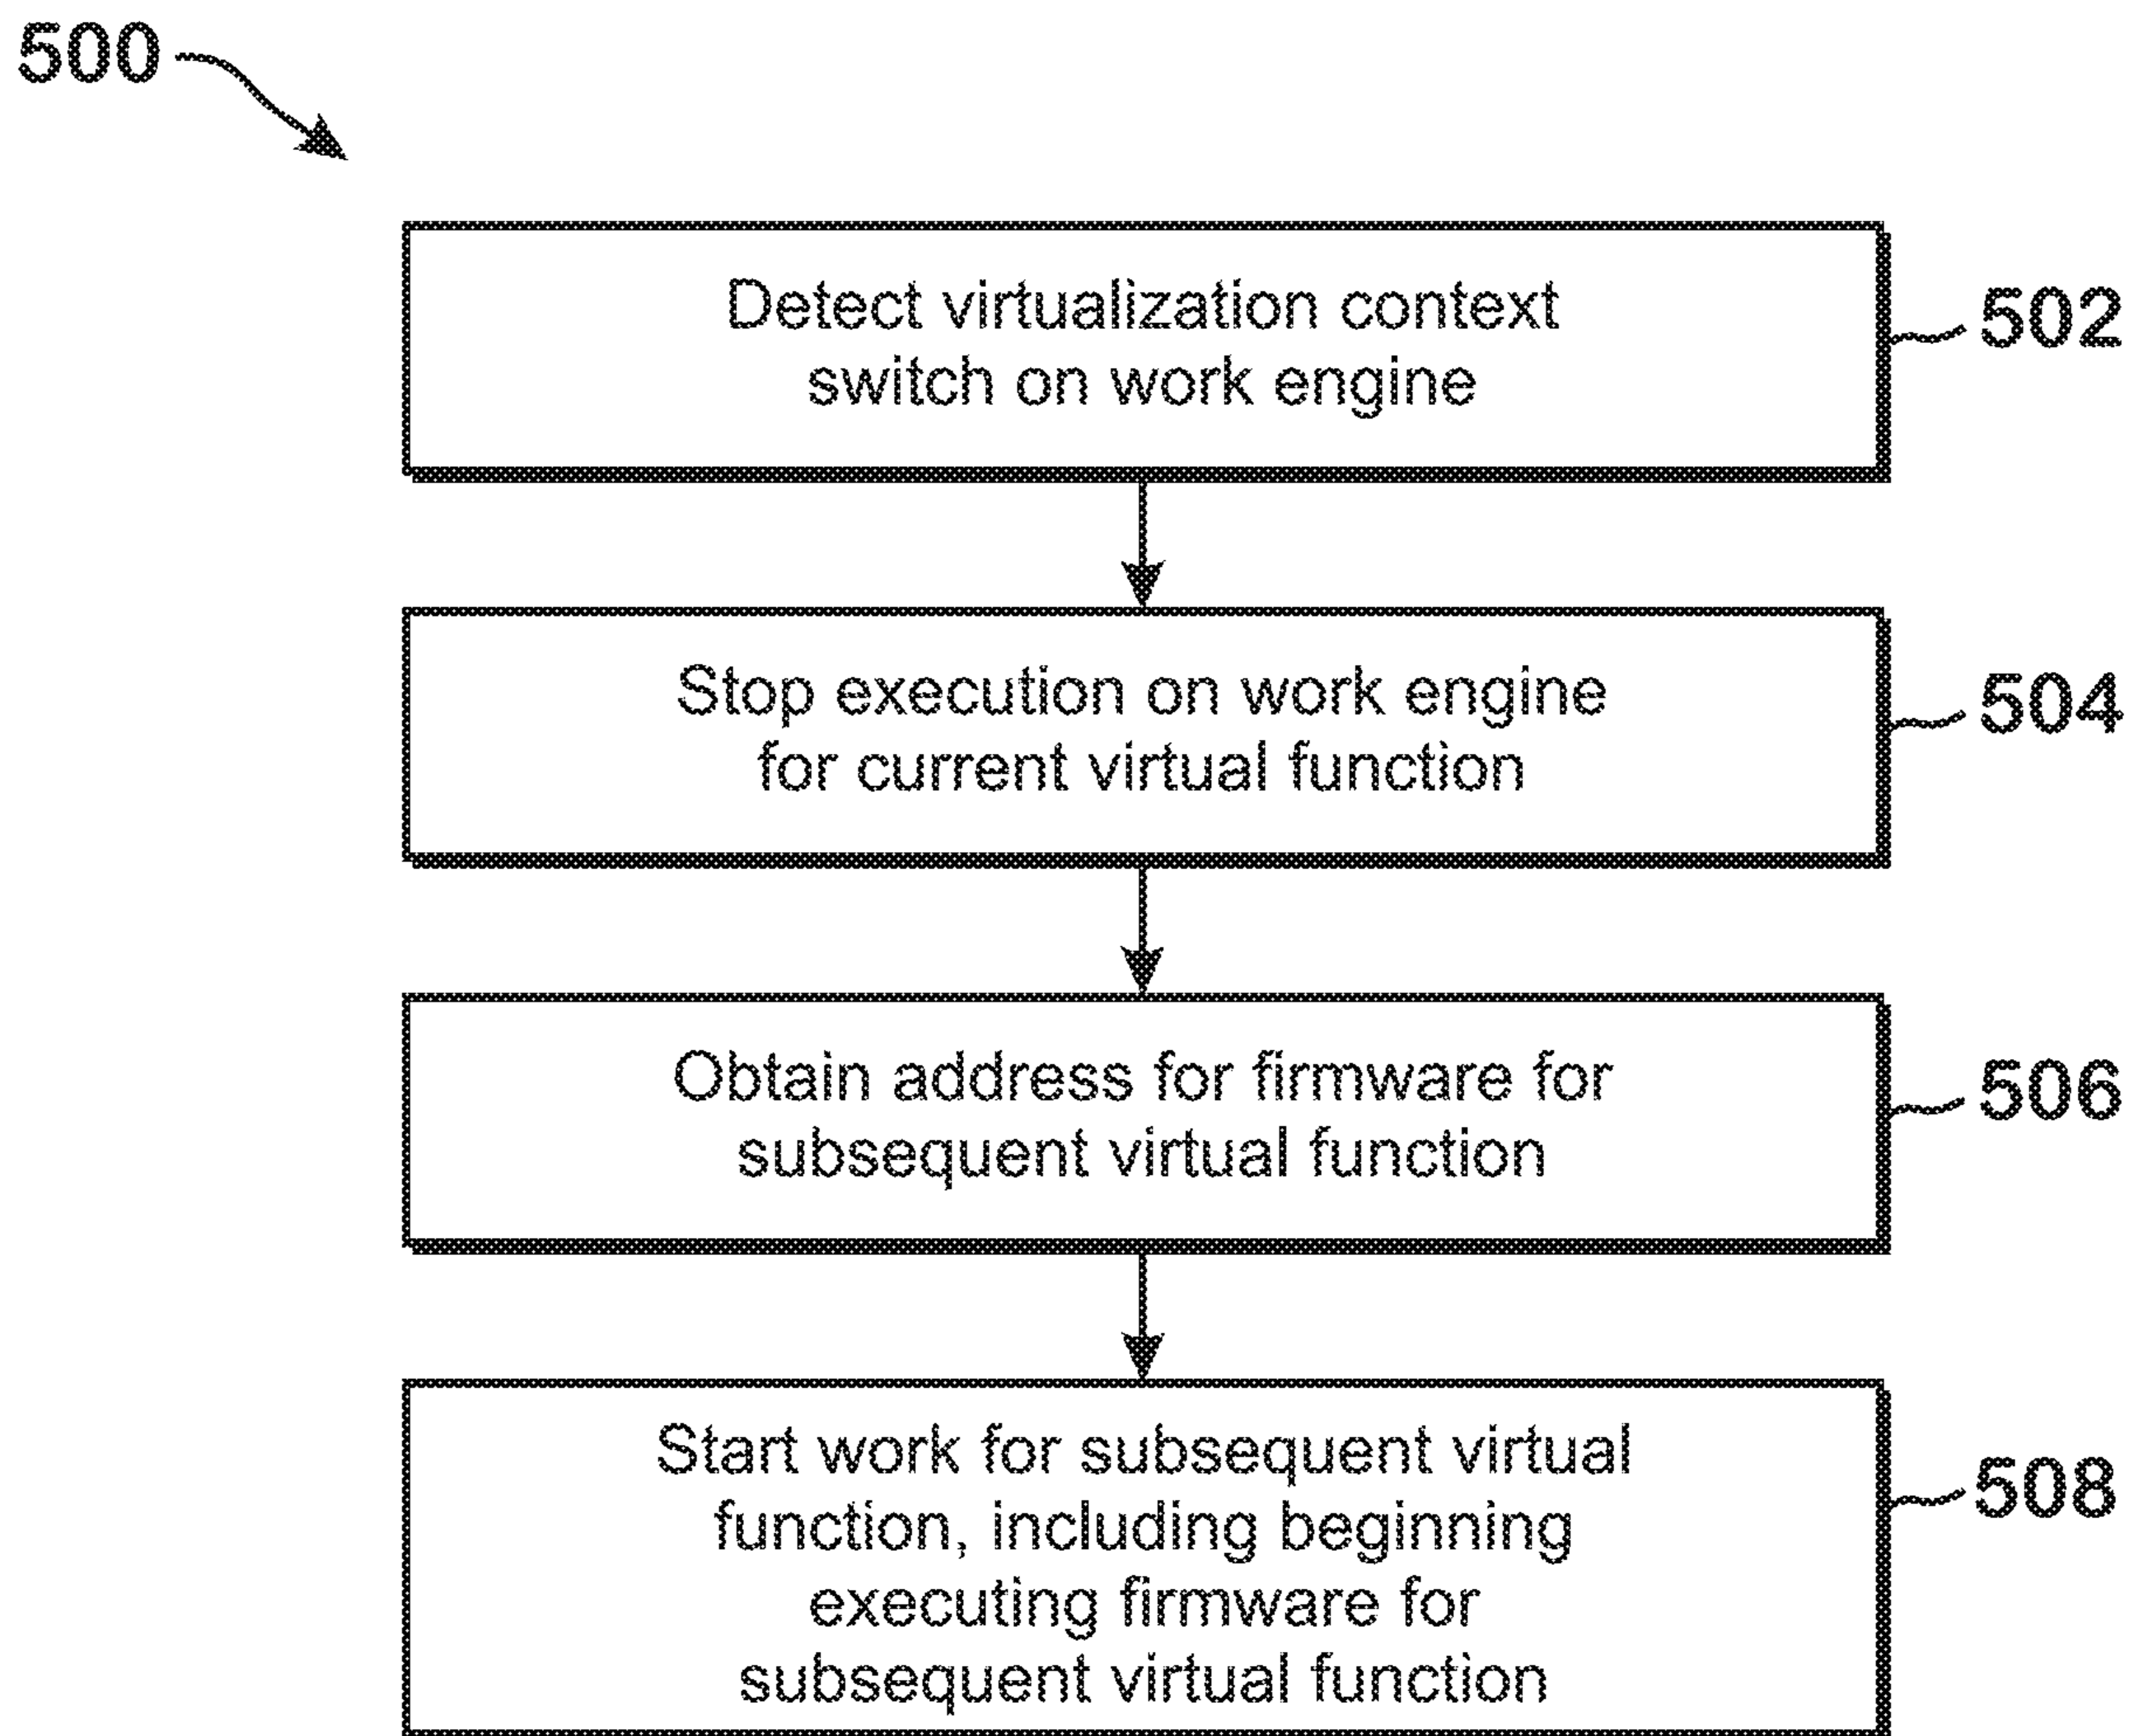 500
Detect virtualization context
switch on work engine
502
Stop execution on work engine
for current virtual function
504
Obtain address for firmware for
subsequent virtual function
506
Start work for subsequent virtual
function, including beginning
executing firmware for
subsequent virtual function
508